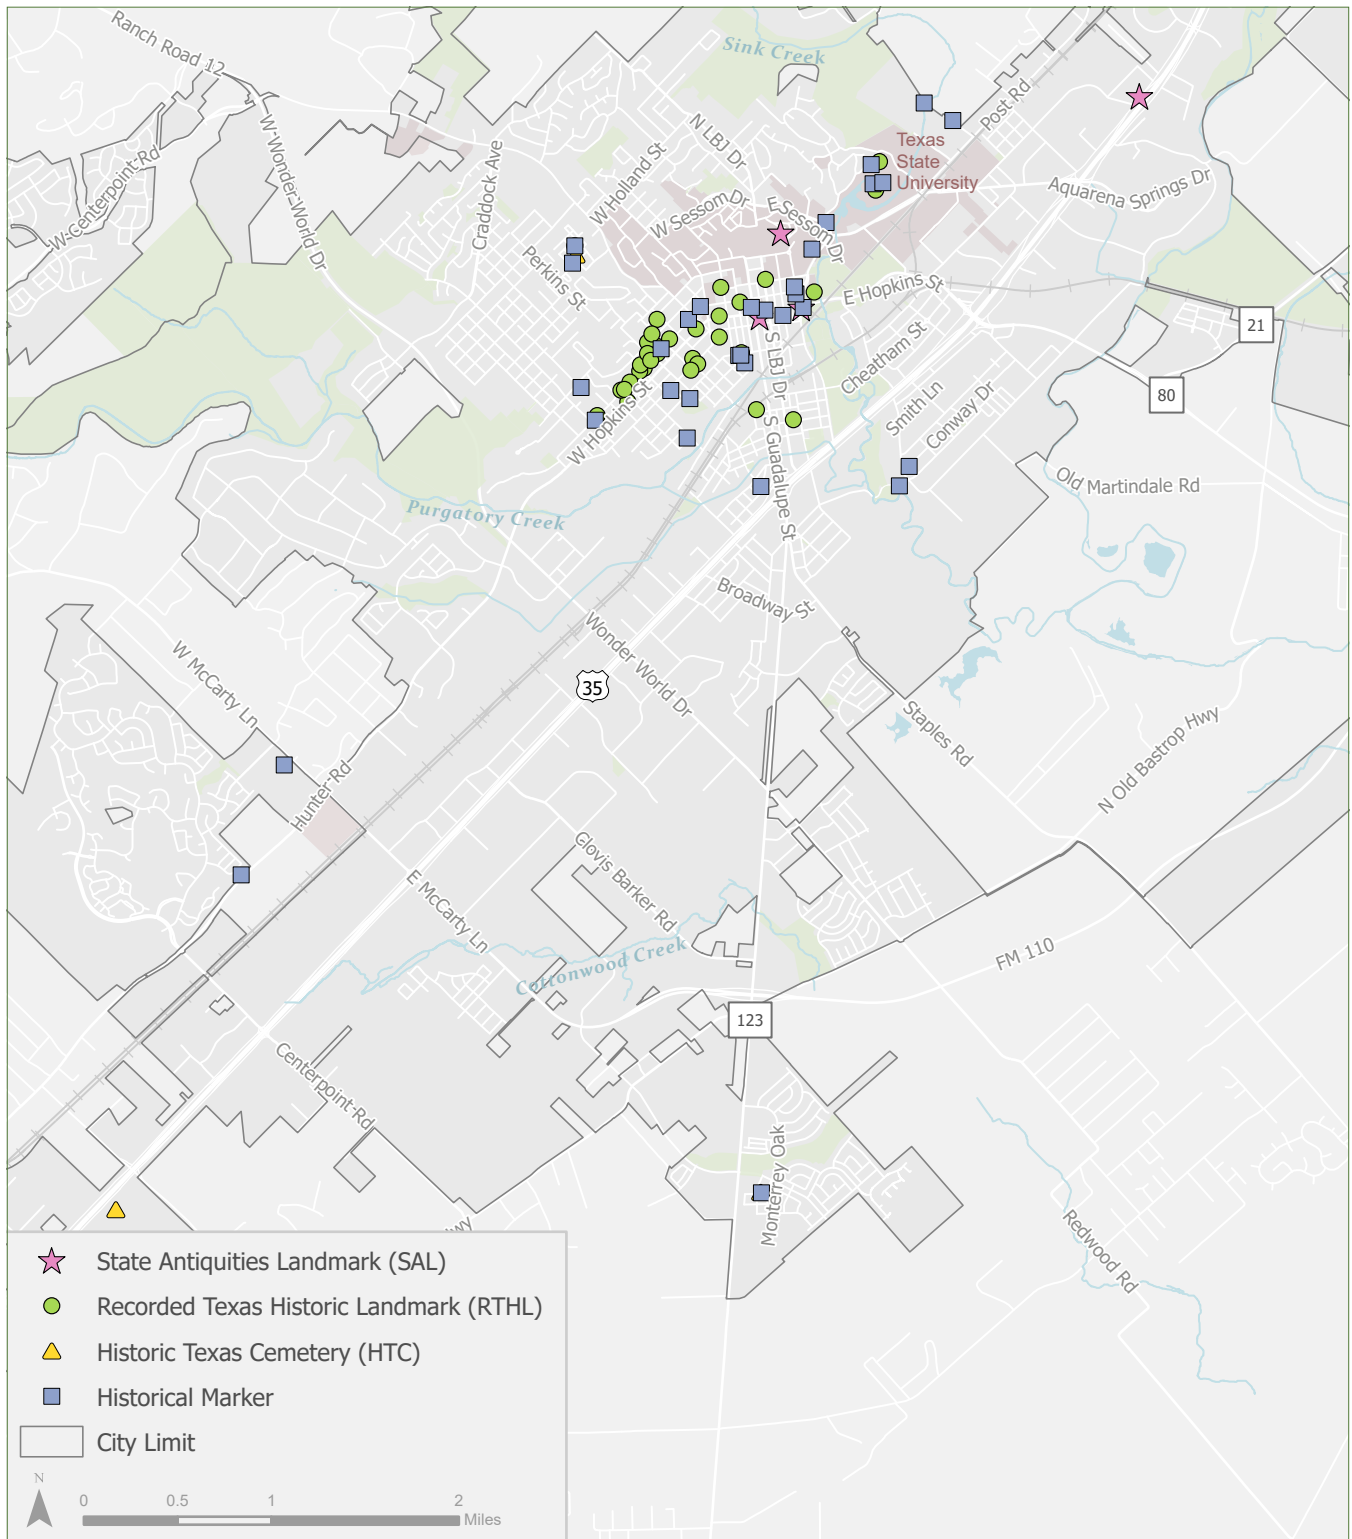 Ranch Road 12
Sink Creek
Post Rd
N LBJ Dr
Texas
State
University
W Centerpoint Rd
W Wonder World Dr
Craddock Ave
W Holland St
W Sessom Dr
E Sessom Dr
Aquarena Springs Dr
Perkins St
E Hopkins St
21
S LBJ Dr
Cheatham St
80
Smith Ln
Conway Dr
W Hopkins St
S Guadalupe St
Old Martindale Rd
Purgatory Creek
Broadway St
Wonder World Dr
W McCarty Ln
35
Staples Rd
N Old Bastrop Hwy
Hunter Rd
Clovis Barker Rd
E McCarty Ln
Cottonwood Creek
FM 110
123
Centerpoint Rd
Monterrey Oak
Redwood Rd
wy
State Antiquities Landmark (SAL)
Recorded Texas Historic Landmark (RTHL)
Historic Texas Cemetery (HTC)
Historical Marker
City Limit
N
0 0.5 1 2
Miles